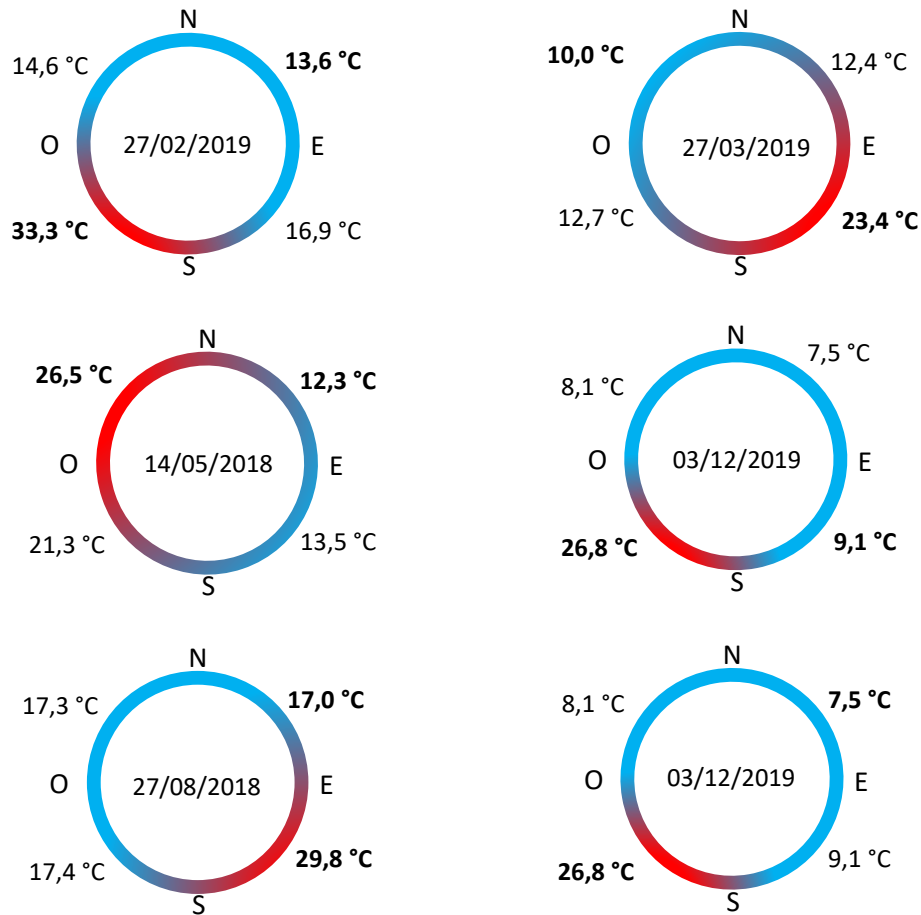 N
14,6 °C
13,6 °C
O
27/02/2019
E
33,3 °C
16,9 °C
S
N
10,0 °C
12,4 °C
O
27/03/2019
E
12,7 °C
23,4 °C
S
N
26,5 °C
12,3 °C
O
14/05/2018
E
21,3 °C
13,5 °C
S
N
7,5 °C
8,1 °C
O
03/12/2019
E
26,8 °C
9,1 °C
S
N
17,3 °C
17,0 °C
O
27/08/2018
E
17,4 °C
29,8 °C
S
N
8,1 °C
7,5 °C
O
03/12/2019
E
26,8 °C
9,1 °C
S